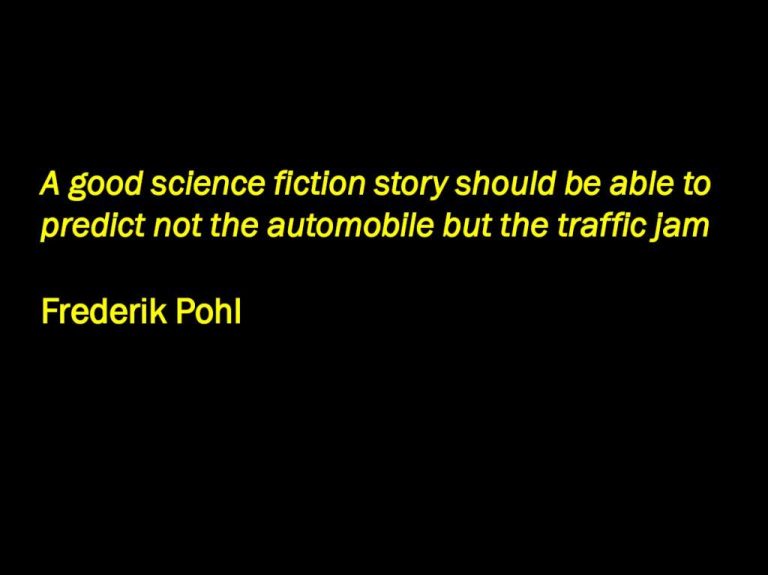 A good science fiction story should be able to
predict not the automobile but the traffic jam
Frederik Pohl